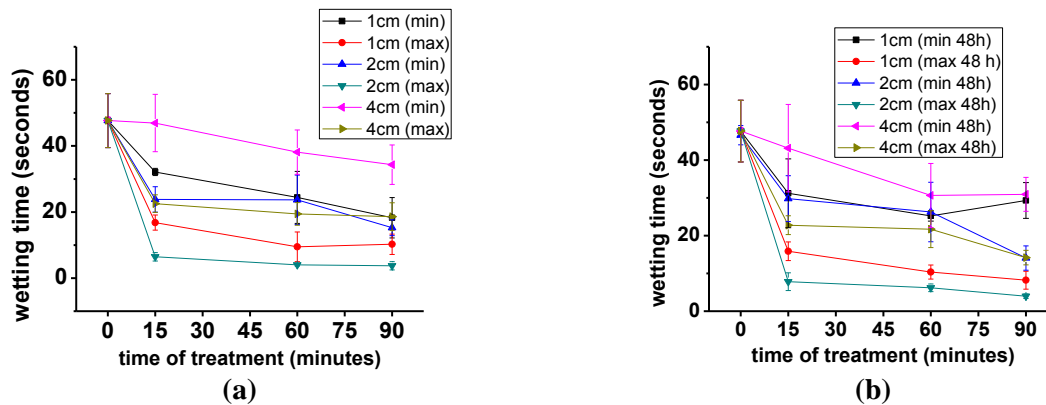 1cm (min)
1cm (max)
2cm (min)
2cm (max)
4cm (min)
4cm (max)
60
40
20
0
wetting time (seconds)
0 15 30 45 60 75 90
time of treatment (minutes)
(a)
1cm (min 48h)
1cm (max 48 h)
2cm (min 48h)
2cm (max 48h)
4cm (min 48h)
4cm (max 48h)
60
40
20
0
wetting time (seconds)
0 15 30 45 60 75 90
time of treatment (minutes)
(b)